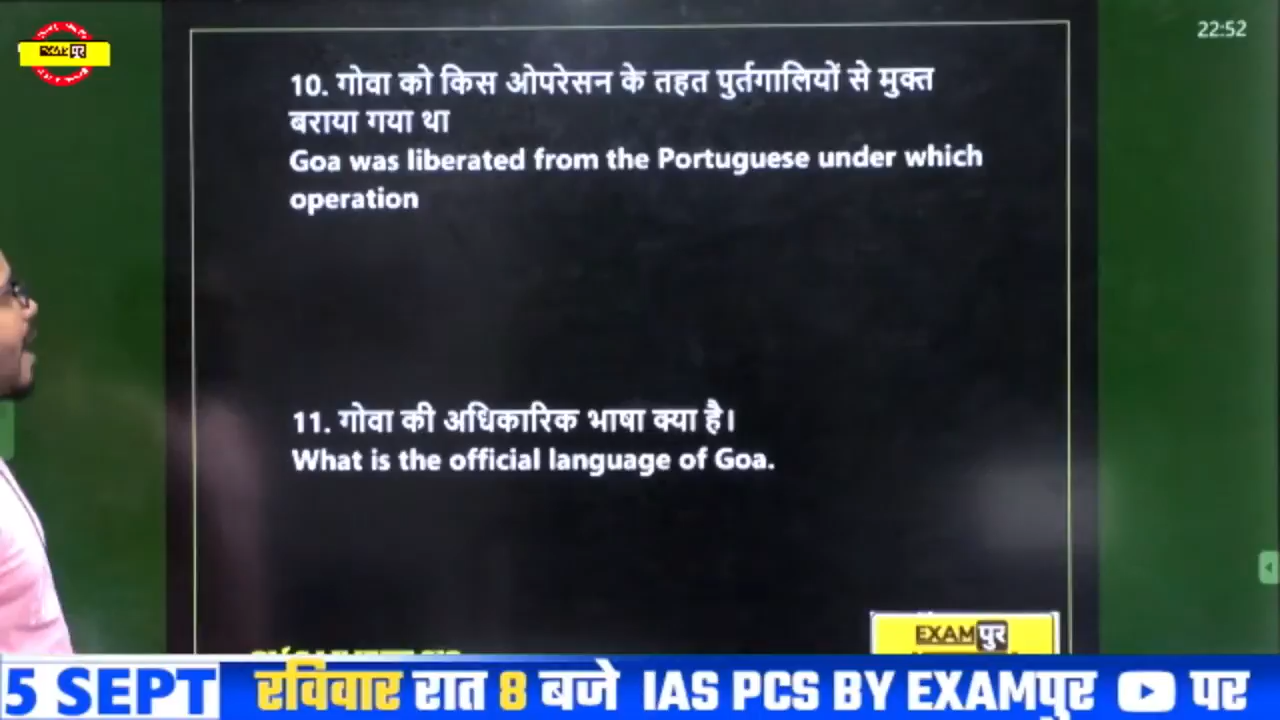 EXAMपुर
22:52
10. गोवा को किस ओपरेसन के तहत पुर्तगालियों से मुक्त
बराया गया था
Goa was liberated from the Portuguese under which
operation
11. गोवा की अधिकारिक भाषा क्या है।
What is the official language of Goa.
EXAMपुर
5 SEPT रविवार रात 8 बजे IAS PCS BY EXAMपुर पर